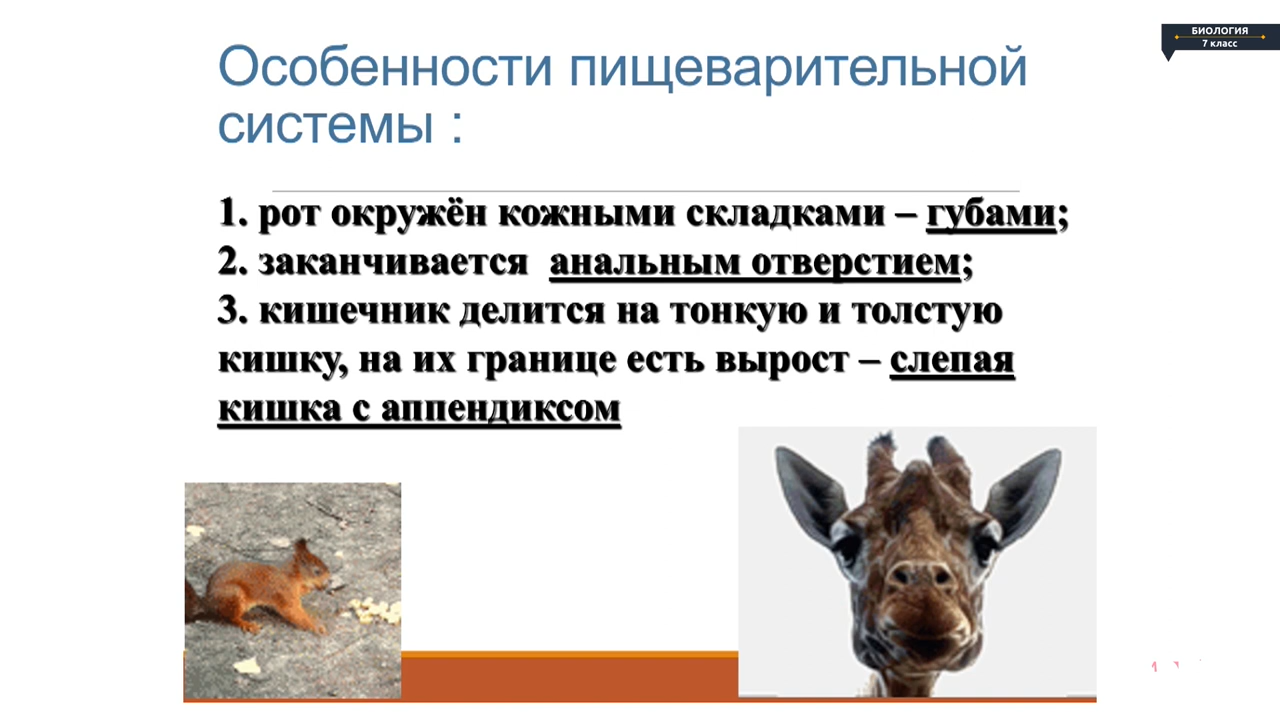 БИОЛОГИЯ
7 класс
Особенности пищеварительной
системы :
1. рот окружён кожными складками – губами;
2. заканчивается анальным отверстием;
3. кишечник делится на тонкую и толстую
кишку, на их границе есть вырост – слепая
кишка с аппендиксом